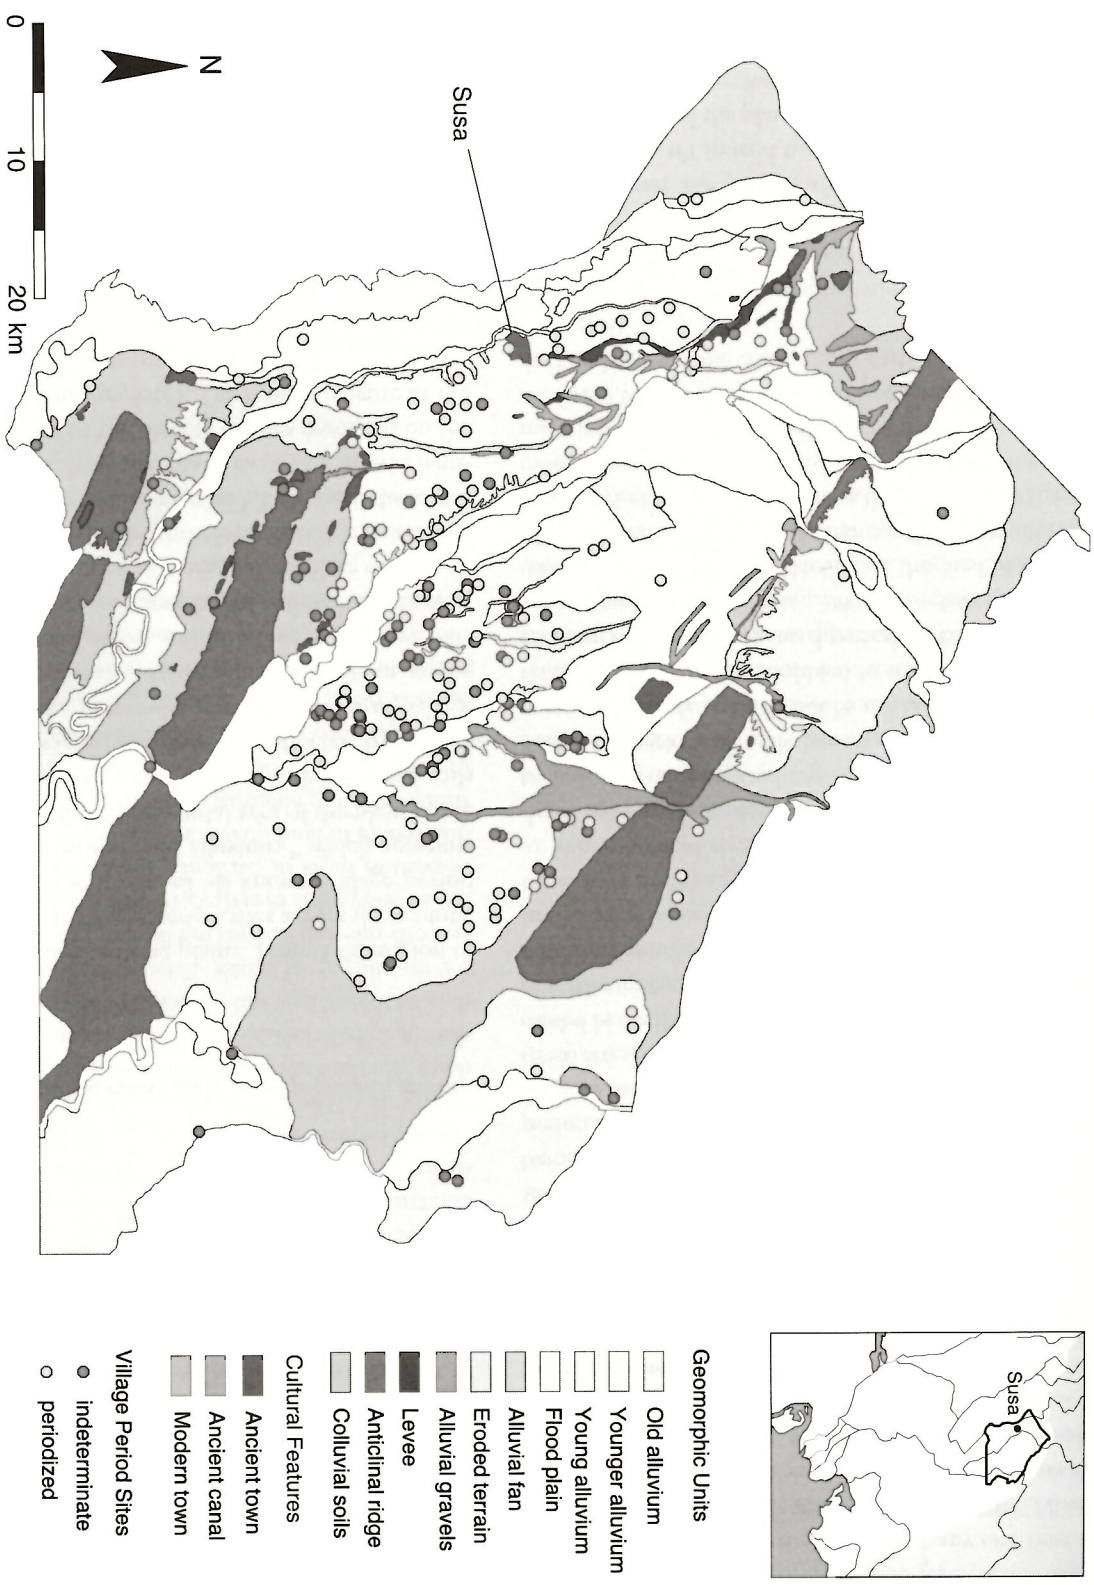 N
0 10 20 km
Susa
Susa
Geomorphic Units
Old alluvium
Younger alluvium
Young alluvium
Flood plain
Alluvial fan
Eroded terrain
Alluvial gravels
Levee
Anticlinal ridge
Colluvial soils
Cultural Features
Ancient town
Ancient canal
Modern town
Village Period Sites
indeterminate
periodized